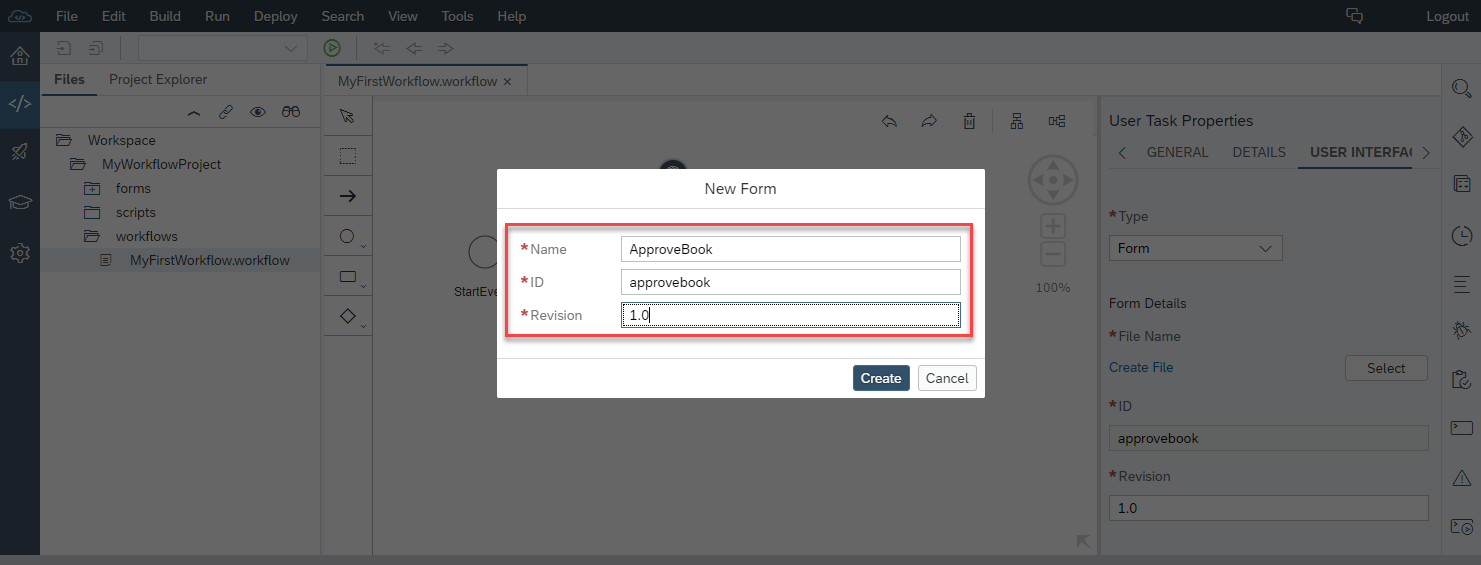 File Edit Build Run Deploy Search View Tools Help Logout
Files Project Explorer
MyFirstWorkflow.workflow ×
Workspace
MyWorkflowProject
forms
scripts
workflows
MyFirstWorkflow.workflow
StartEve
New Form
*Name ApproveBook
*ID approvebook
*Revision 1.0
Create Cancel
100%
User Task Properties
GENERAL DETAILS USER INTERFAC
*Type
Form
Form Details
*File Name
Create File Select
*ID
approvebook
*Revision
1.0